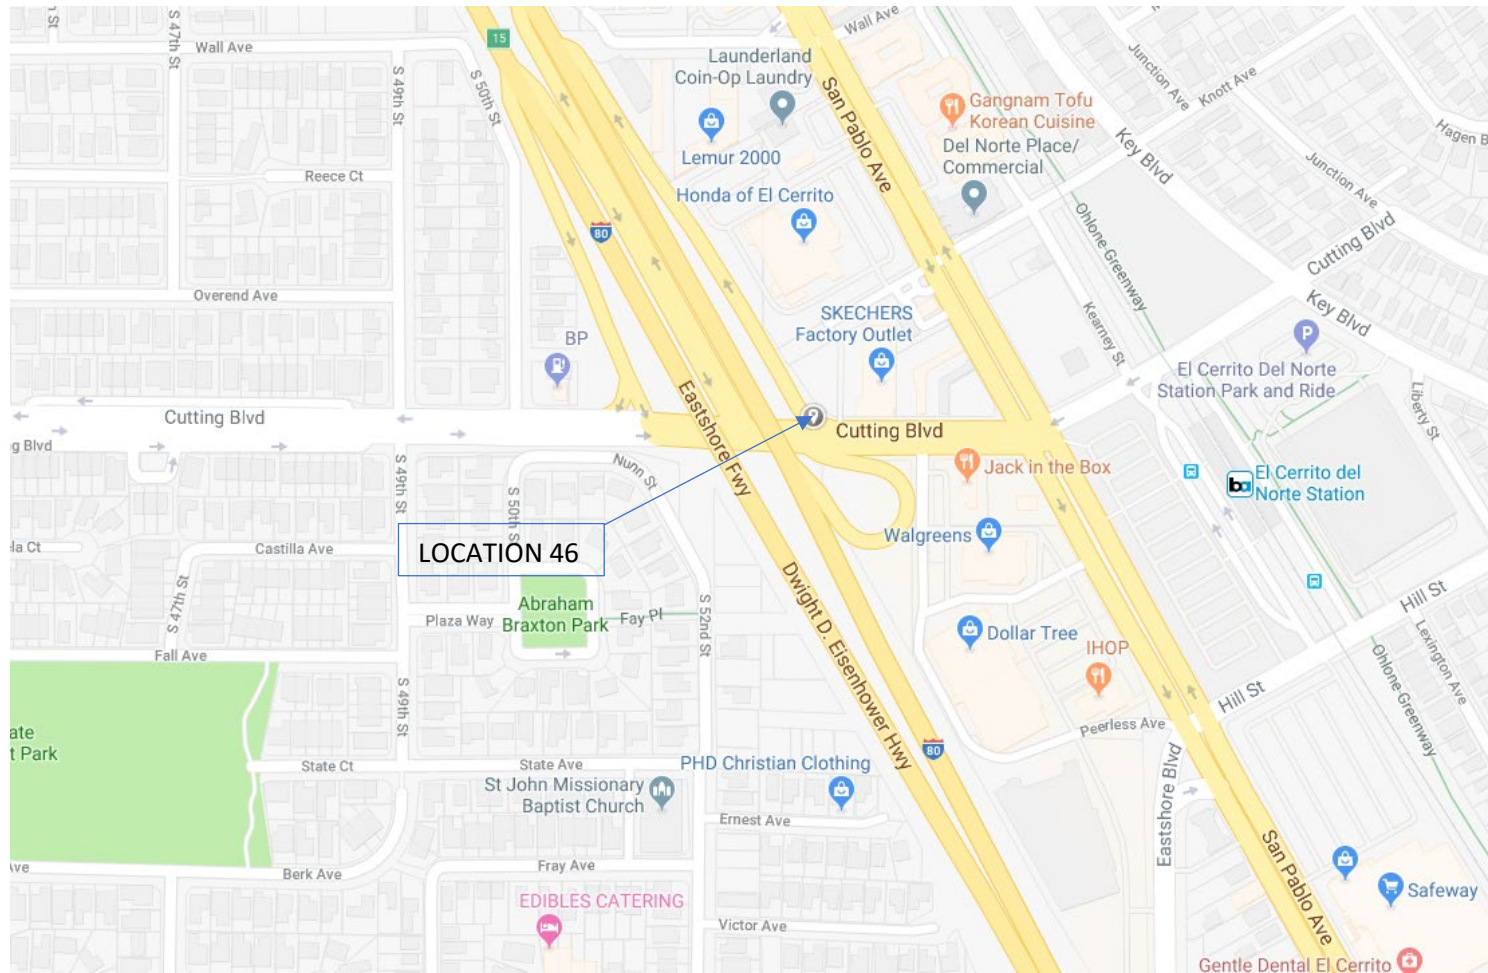 S 47th St
Wall Ave
S 49th St
S 50th St
15
Launderland
Coin-Op Laundry
Wall Ave
San Pablo Ave
Gangnam Tofu
Korean Cuisine
Del Norte Place/
Commercial
Junction Ave
Knott Ave
Key Blvd
Junction Ave
Lemur 2000
Honda of El Cerrito
Reece Ct
80
Ohlone Greenway
Cutting Blvd
Key Blvd
Overend Ave
BP
SKECHERS
Factory Outlet
Kearney St
P
El Cerrito Del Norte
Station Park and Ride
Liberty St
Cutting Blvd
Eastshore Fwy
Cutting Blvd
g Blvd
S 49th St
Nunn St
S 50th St
Jack in the Box
ba
El Cerrito del
Norte Station
LOCATION 46
Walgreens
la Ct
Castilla Ave
S 47th St
Dwight D. Eisenhower Hwy
Abraham
Braxton Park
Plaza Way
Fay Pl
S 52nd St
Dollar Tree
IHOP
Hill St
Lexington Ave
Fall Ave
S 49th St
Hill St
Ohlone Greenway
Peerless Ave
ate
t Park
State Ct
State Ave
80
PHD Christian Clothing
St John Missionary
Baptist Church
Eastshore Blvd
Ernest Ave
San Pablo Ave
Ave
Berk Ave
Fray Ave
Safeway
EDIBLES CATERING
Victor Ave
Gentle Dental El Cerrito